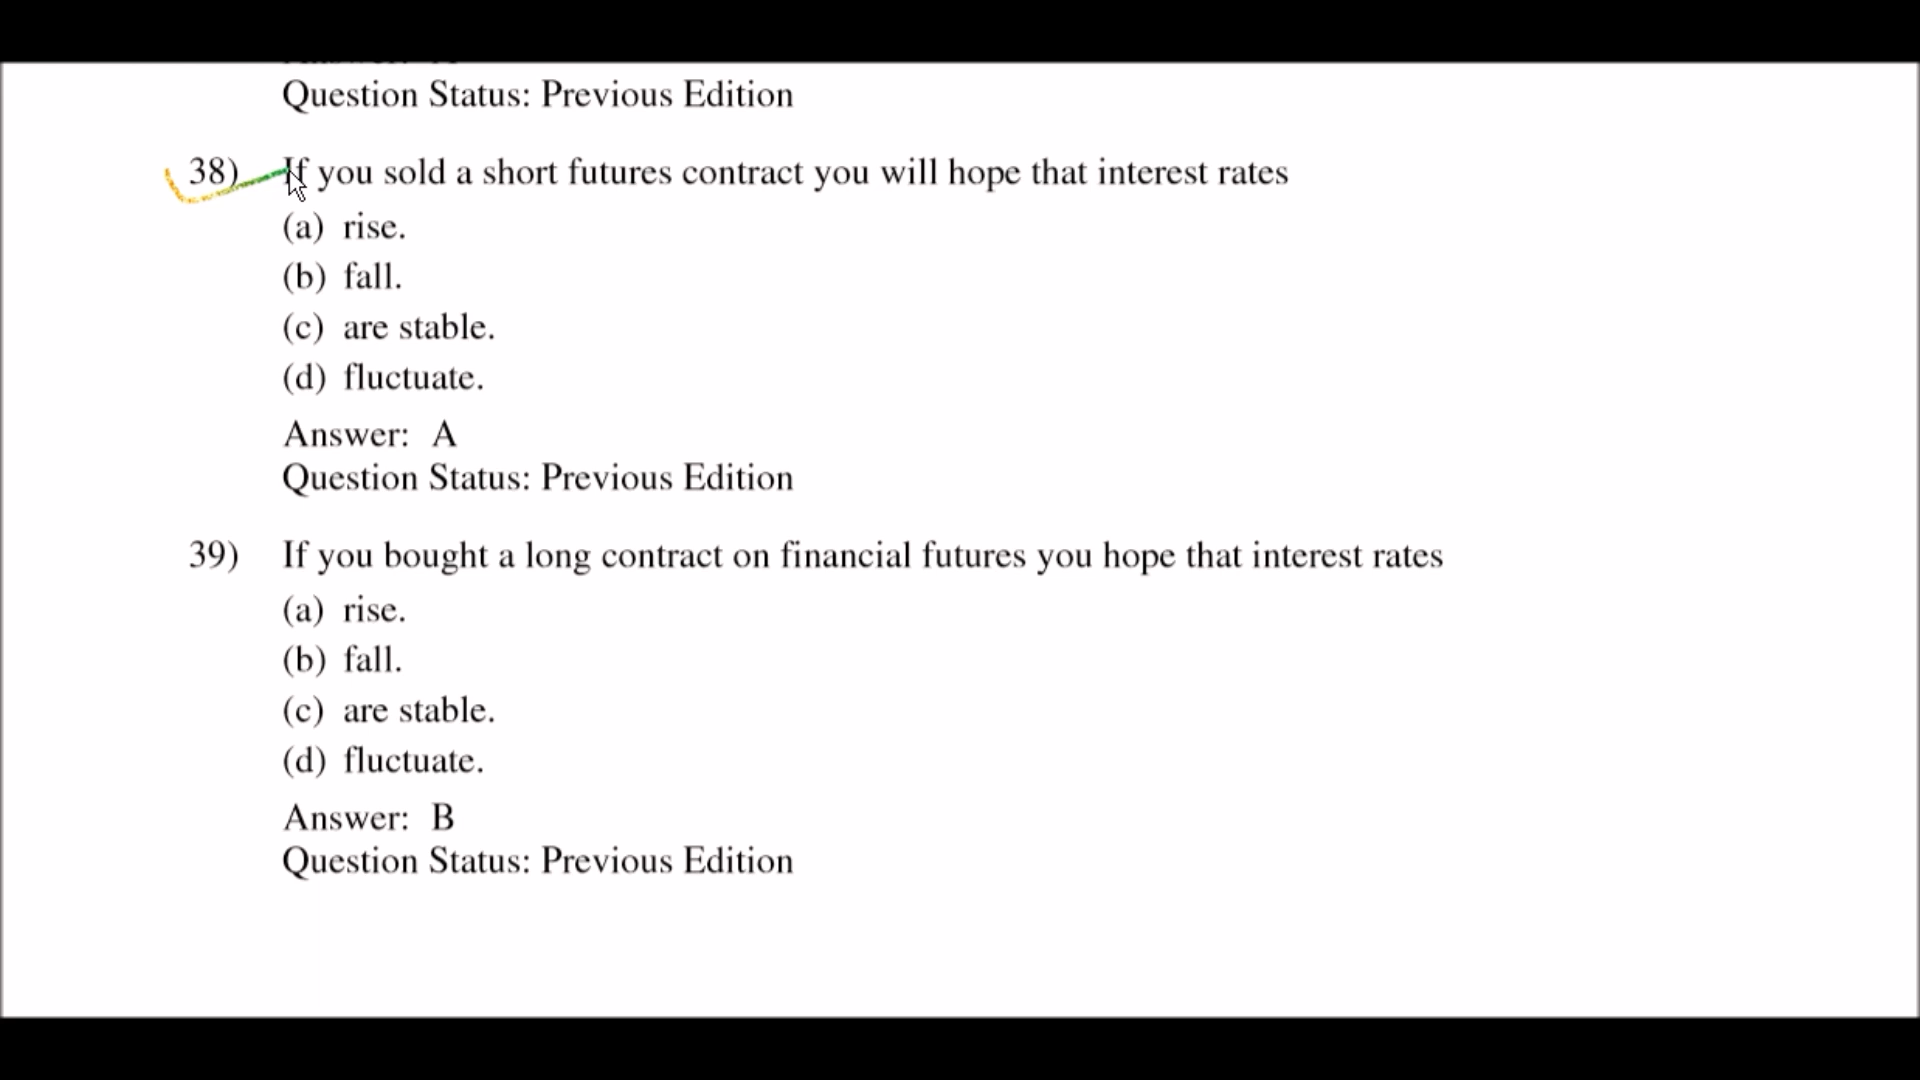 Question Status: Previous Edition
38) If you sold a short futures contract you will hope that interest rates
(a) rise.
(b) fall.
(c) are stable.
(d) fluctuate.
Answer: A
Question Status: Previous Edition
39) If you bought a long contract on financial futures you hope that interest rates
(a) rise.
(b) fall.
(c) are stable.
(d) fluctuate.
Answer: B
Question Status: Previous Edition